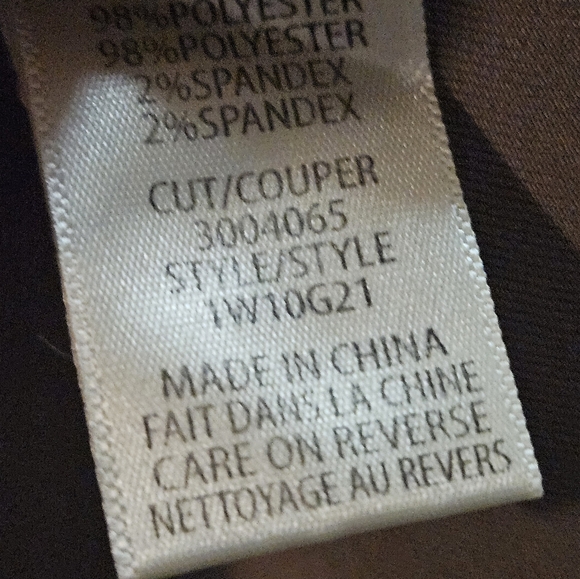 98%POLYESTER
98%POLYESTER
2%SPANDEX
2%SPANDEX
CUT/COUPER
3004065
STYLE/STYLE
1W10G21
MADE IN CHINA
FAIT DANS LA CHINE
CARE ON REVERSE
NETTOYAGE AU REVERS